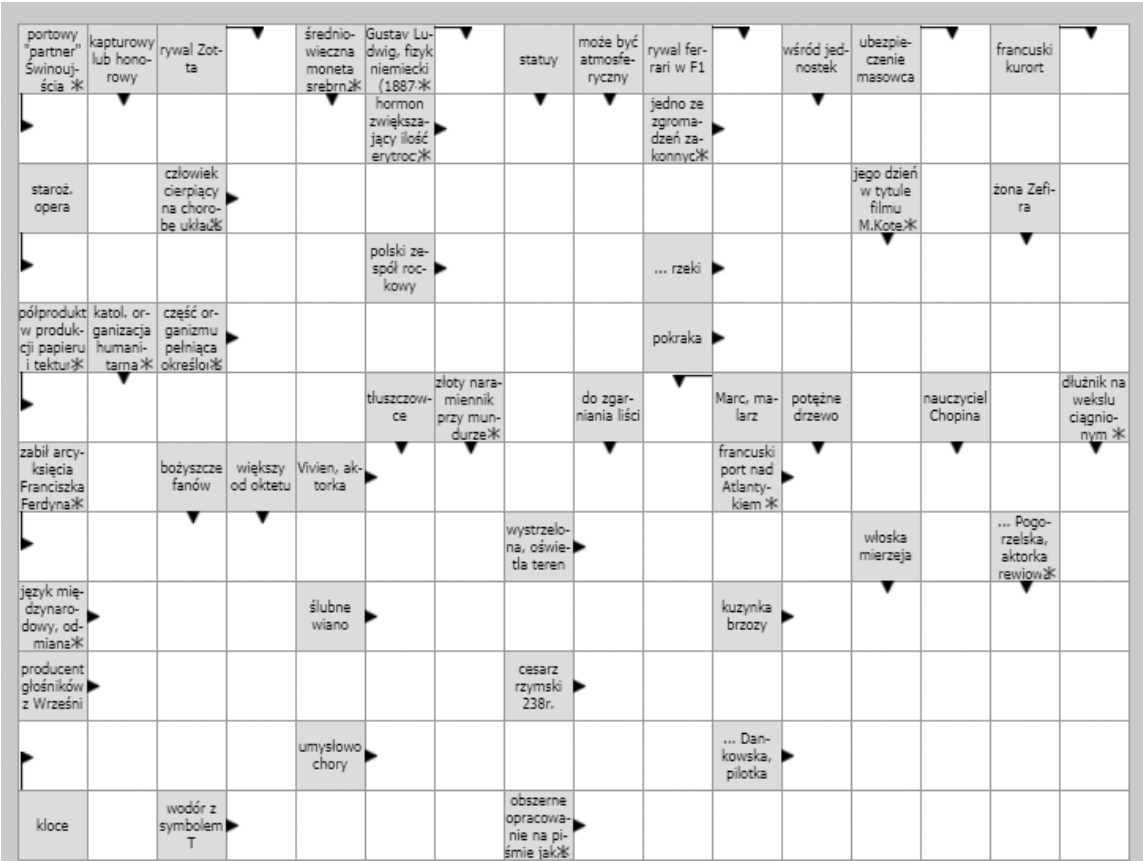 portowy
"partner"
Świnouj-
ścia *
kapturowy
lub hono-
rowy
rywal Zot-
ta
średnio-
wieczna
moneta
srebrn*
Gustav Lu-
dwig, fizyk
niemiecki
(1887-*
statuy
może być
atmosfe-
ryczny
rywal fer-
rari w F1
wśród jed-
nostek
ubezpie-
czenie
masowca
francuski
kurort
hormon
zwiększa-
jący ilość
erytroc*
jedno ze
zgroma-
dzeń za-
konnyc*
staroż.
opera
człowiek
cierpiący
na choro-
bę układ*
jego dzień
w tytule
filmu
M.Kote*
żona Zefi-
ra
polski ze-
spół roc-
kowy
... rzeki
półprodukt
w produk-
cji papieru
i tektur*
katol. or-
ganizacja
humani-
tarna *
część or-
ganizmu
pełniąca
określon*
pokraka
tłuszczow-
ce
złoty nara-
miennik
przy mun-
durze*
do zgar-
niania liści
Marc, ma-
larz
potężne
drzewo
nauczyciel
Chopina
dłużnik na
wekslu
ciągnio-
nym *
zabił arcy-
księcia
Franciszka
Ferdyna*
bożyszcze
fanów
większy
od oktetu
Vivien, ak-
torka
francuski
port nad
Atlanty-
kiem *
wystrzelo-
na, oświe-
tla teren
włoska
mierzeja
... Pogo-
rzelska,
aktorka
rewiow*
język mię-
dzynaro-
dowy, od-
miana*
ślubne
wiano
kuzynka
brzozy
producent
głośników
z Wrześni
cesarz
rzymski
238r.
umysłowo
chory
... Dan-
kowska,
pilotka
kloce
wodór z
symbolem
T
obszerne
opracowa-
nie na pi-
śmie jak*